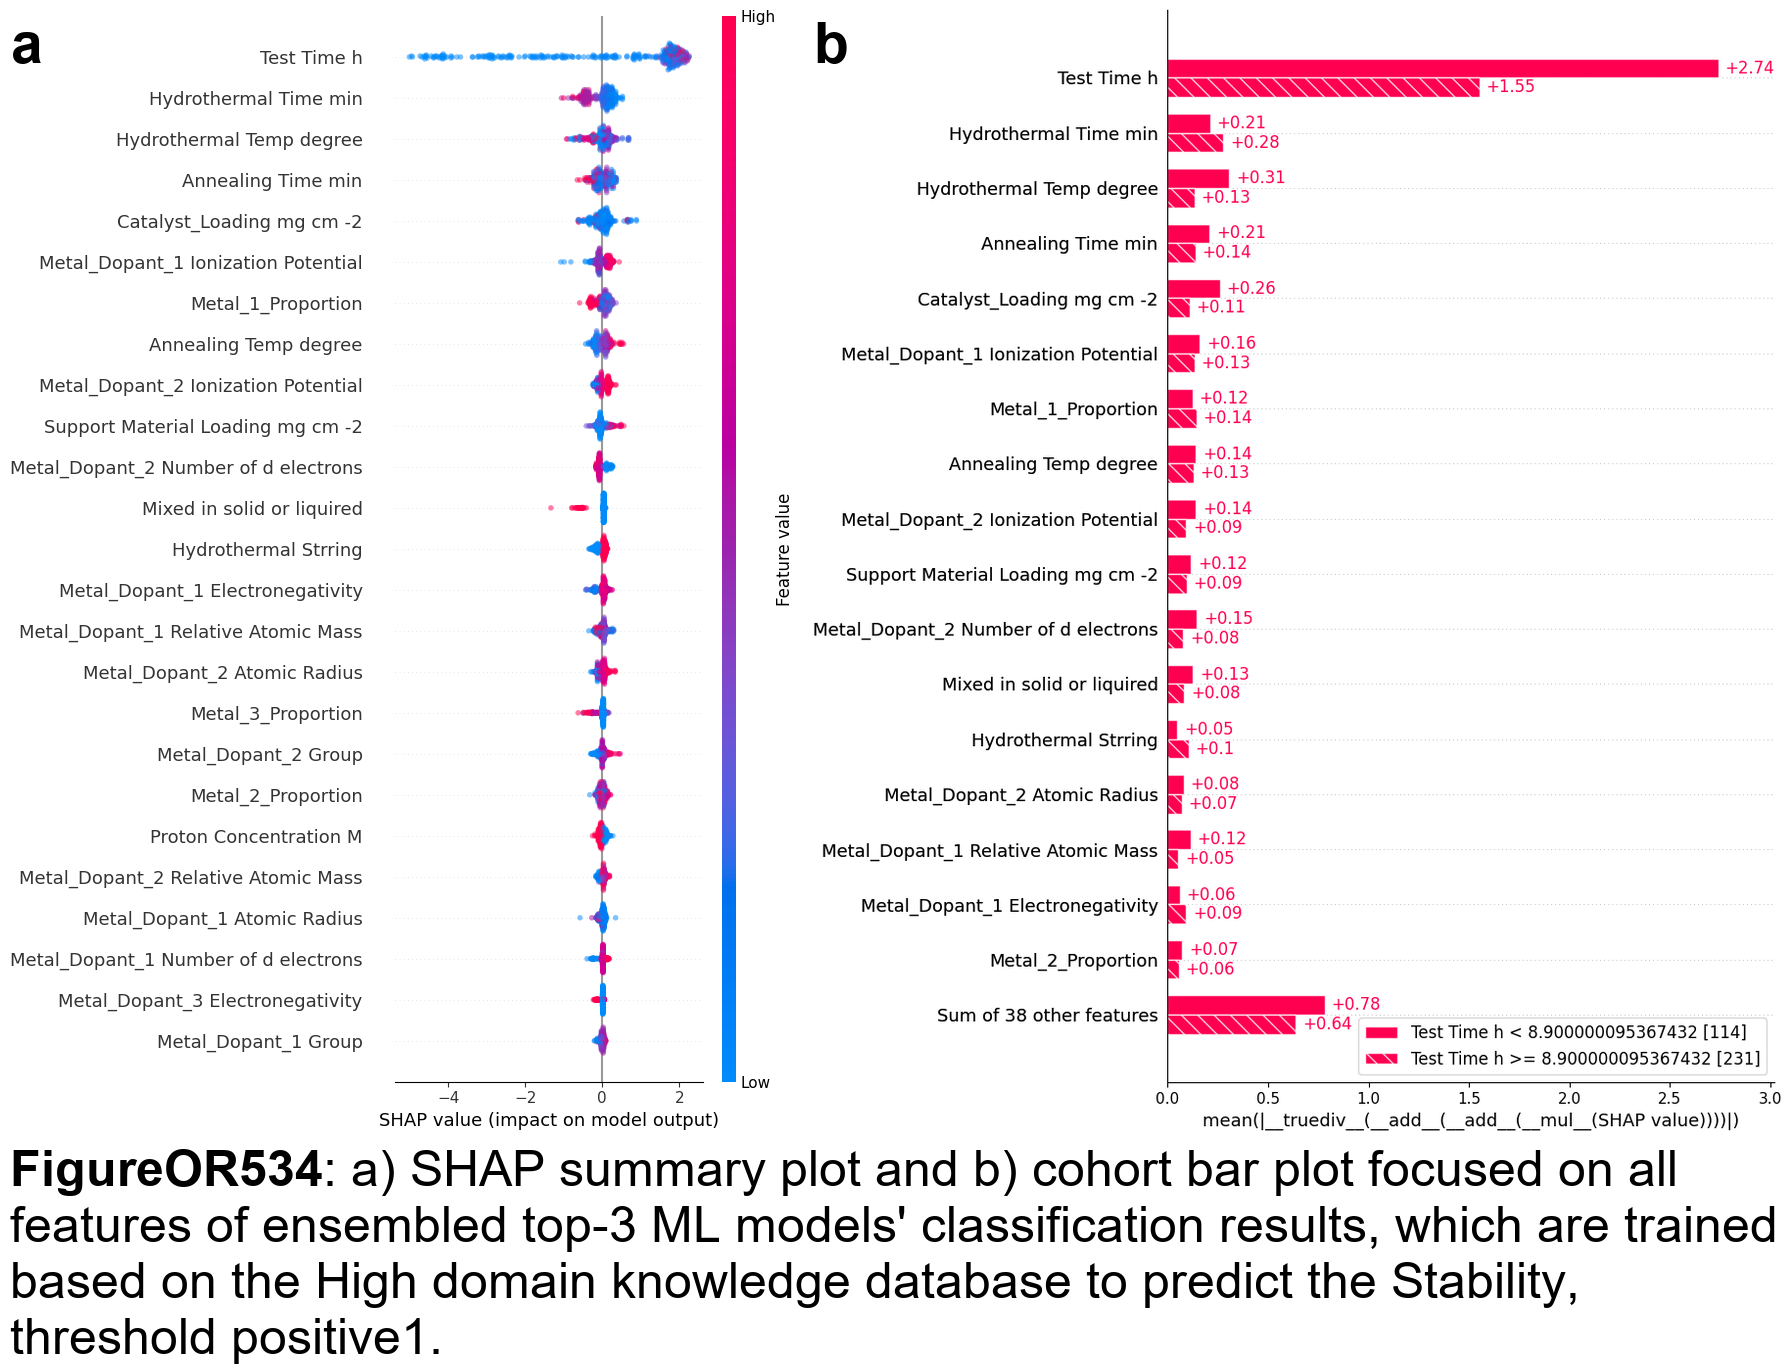 a
Test Time h
Hydrothermal Time min
Hydrothermal Temp degree
Annealing Time min
Catalyst_Loading mg cm -2
Metal_Dopant_1 Ionization Potential
Metal_1_Proportion
Annealing Temp degree
Metal_Dopant_2 Ionization Potential
Support Material Loading mg cm -2
Metal_Dopant_2 Number of d electrons
Mixed in solid or liquired
Hydrothermal Strring
Metal_Dopant_1 Electronegativity
Metal_Dopant_1 Relative Atomic Mass
Metal_Dopant_2 Atomic Radius
Metal_3_Proportion
Metal_Dopant_2 Group
Metal_2_Proportion
Proton Concentration M
Metal_Dopant_2 Relative Atomic Mass
Metal_Dopant_1 Atomic Radius
Metal_Dopant_1 Number of d electrons
Metal_Dopant_3 Electronegativity
Metal_Dopant_1 Group
−4 −2 0 2
SHAP value (impact on model output)
High
Feature value
Low
b
Test Time h +2.74
+1.55
Hydrothermal Time min +0.21
+0.28
Hydrothermal Temp degree +0.31
+0.13
Annealing Time min +0.21
+0.14
Catalyst_Loading mg cm -2 +0.26
+0.11
Metal_Dopant_1 Ionization Potential +0.16
+0.13
Metal_1_Proportion +0.12
+0.14
Annealing Temp degree +0.14
+0.13
Metal_Dopant_2 Ionization Potential +0.14
+0.09
Support Material Loading mg cm -2 +0.12
+0.09
Metal_Dopant_2 Number of d electrons +0.15
+0.08
Mixed in solid or liquired +0.13
+0.08
Hydrothermal Strring +0.05
+0.1
Metal_Dopant_2 Atomic Radius +0.08
+0.07
Metal_Dopant_1 Relative Atomic Mass +0.12
+0.05
Metal_Dopant_1 Electronegativity +0.06
+0.09
Metal_2_Proportion +0.07
+0.06
Sum of 38 other features +0.78
+0.64
Test Time h < 8.900000095367432 [114]
Test Time h >= 8.900000095367432 [231]
0.0 0.5 1.0 1.5 2.0 2.5 3.0
mean(|__truediv__(__add__(__add__(__mul__(SHAP value))))|)
FigureOR534: a) SHAP summary plot and b) cohort bar plot focused on all
features of ensembled top-3 ML models' classification results, which are trained
based on the High domain knowledge database to predict the Stability,
threshold positive1.